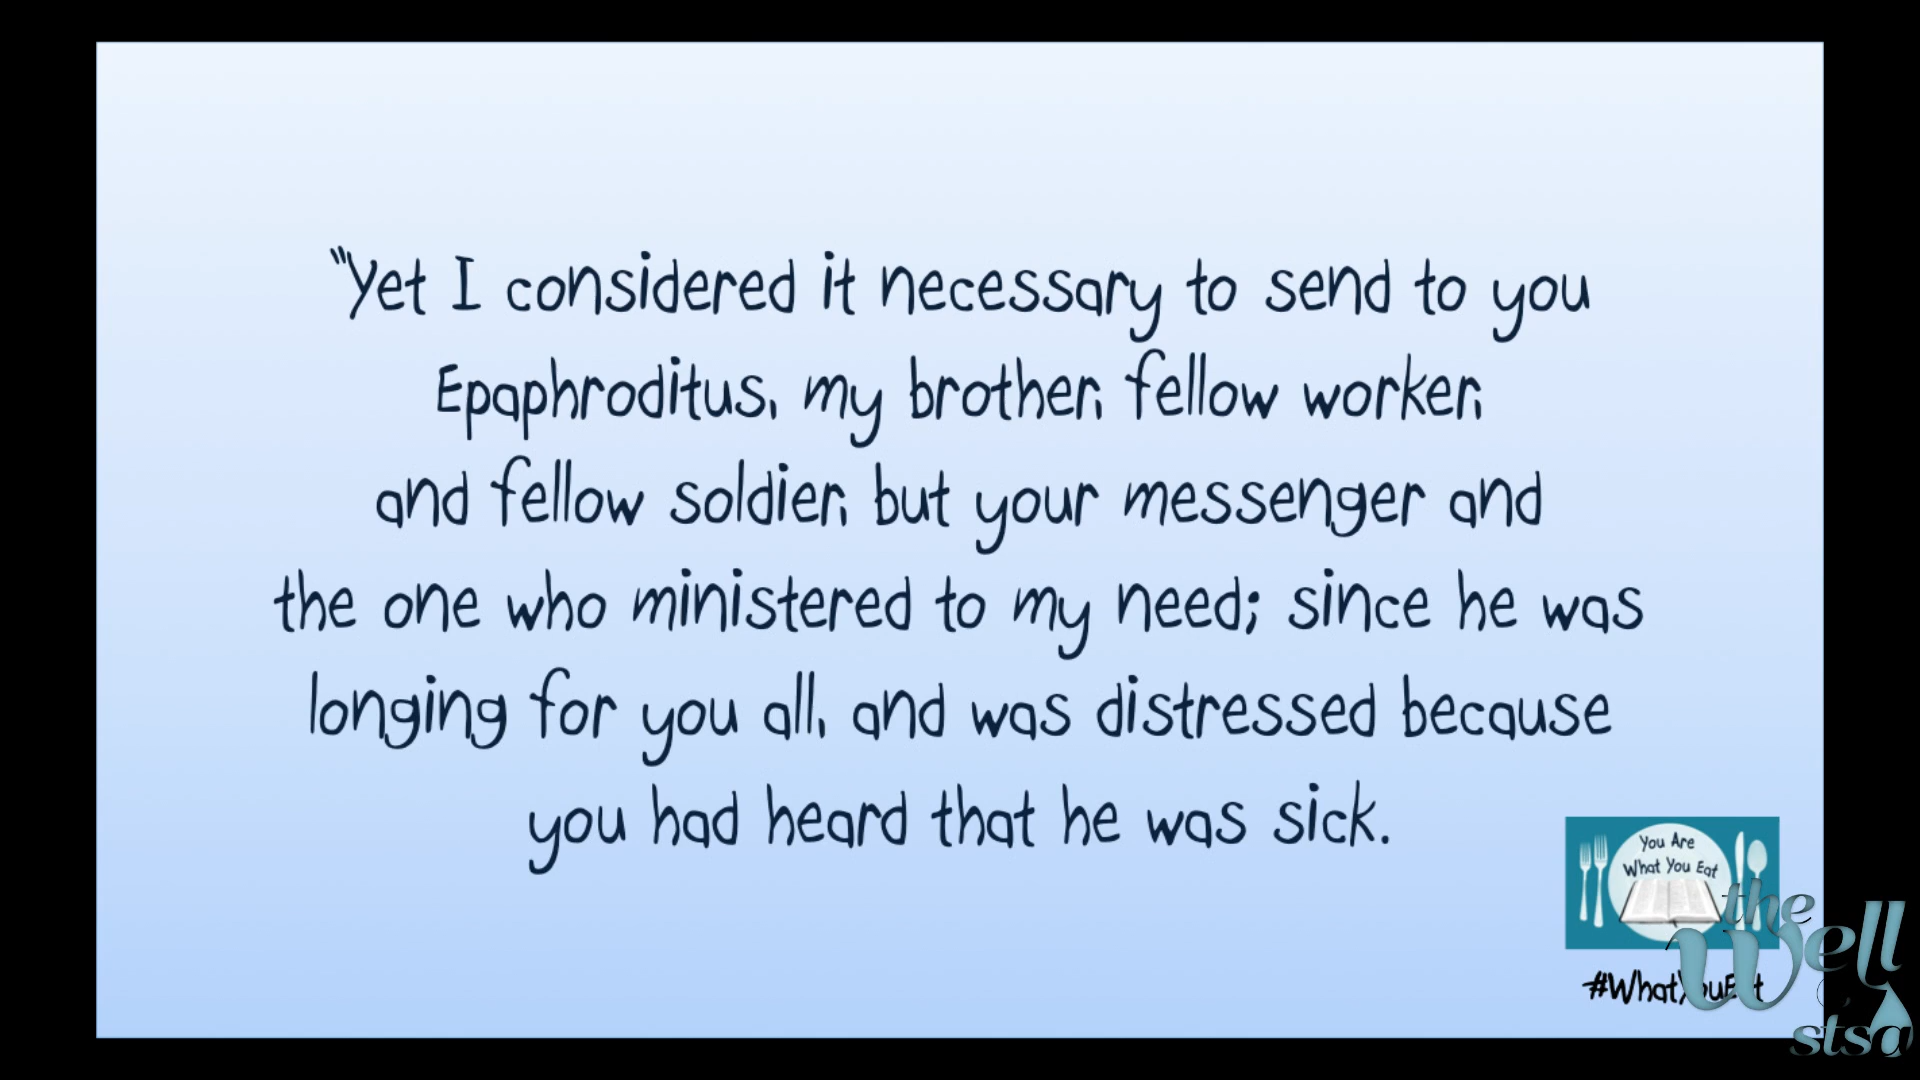 "Yet I considered it necessary to send to you
Epaphroditus, my brother, fellow worker,
and fellow soldier, but your messenger and
the one who ministered to my need; since he was
longing for you all, and was distressed because
you had heard that he was sick.
You Are
What You Eat
#WhatYouEat
the
well
stsa